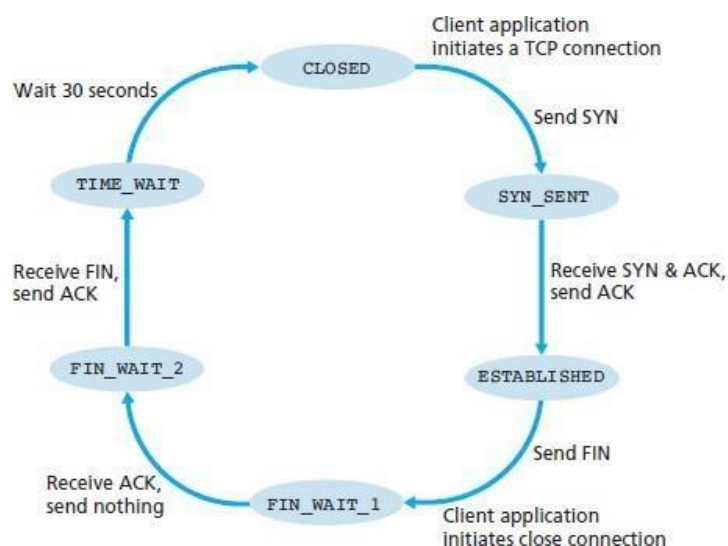 Client application
initiates a TCP connection
CLOSED
Wait 30 seconds
Send SYN
TIME_WAIT
SYN_SENT
Receive FIN,
send ACK
Receive SYN & ACK,
send ACK
FIN_WAIT_2
ESTABLISHED
Send FIN
Receive ACK,
send nothing
FIN_WAIT_1
Client application
initiates close connection